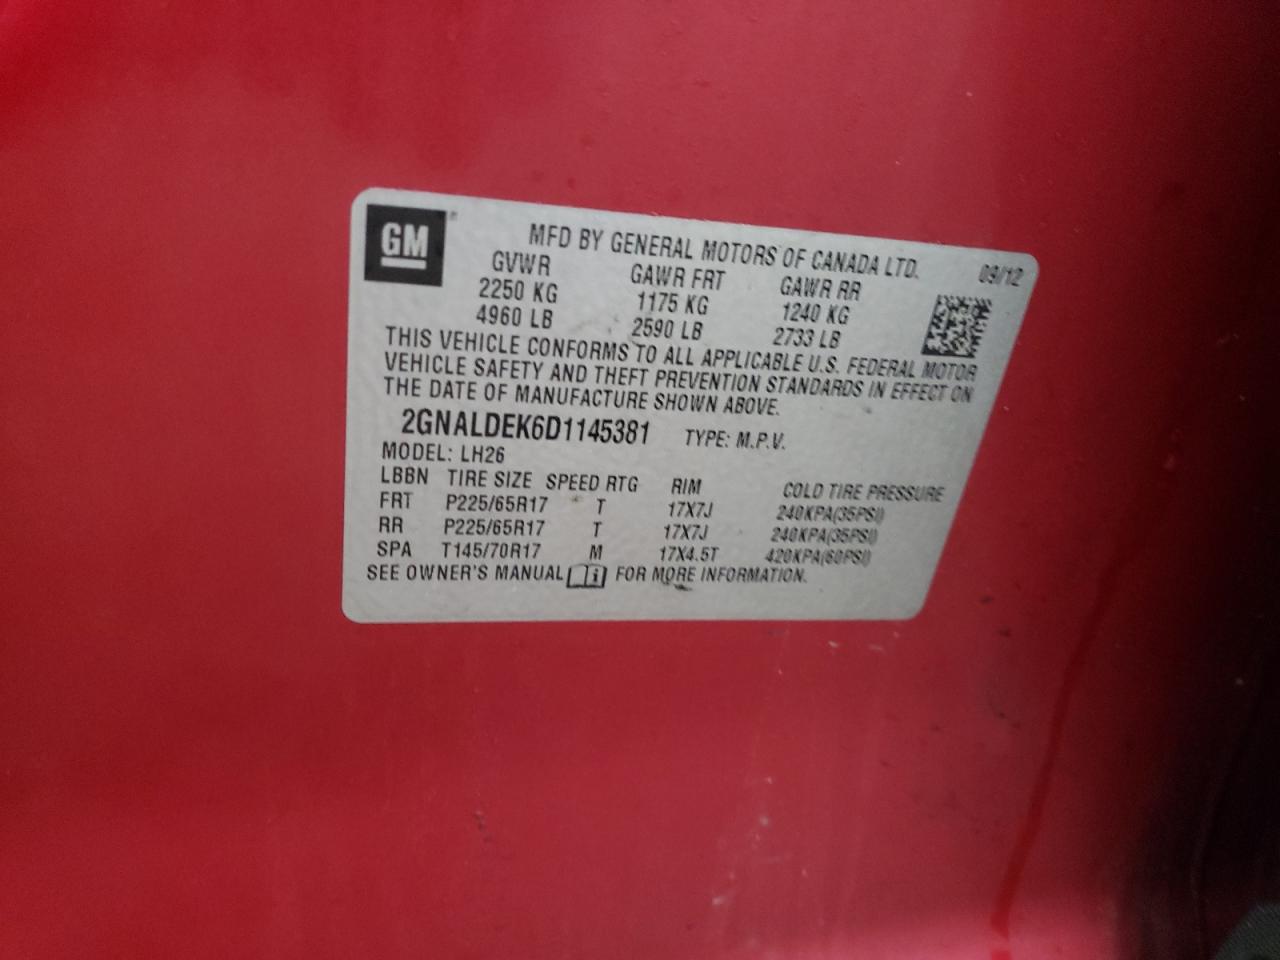 GM®
MFD BY GENERAL MOTORS OF CANADA LTD. 09/12
GVWR GAWR FRT GAWR RR
2250 KG 1175 KG 1240 KG
4960 LB 2590 LB 2733 LB
THIS VEHICLE CONFORMS TO ALL APPLICABLE U.S. FEDERAL MOTOR
VEHICLE SAFETY AND THEFT PREVENTION STANDARDS IN EFFECT ON
THE DATE OF MANUFACTURE SHOWN ABOVE.
2GNALDEK6D1145381 TYPE: M.P.V.
MODEL: LH26
LBBN TIRE SIZE SPEED RTG RIM COLD TIRE PRESSURE
FRT P225/65R17 T 17X7J 240KPA(35PSI)
RR P225/65R17 T 17X7J 240KPA(35PSI)
SPA T145/70R17 M 17X4.5T 420KPA(60PSI)
SEE OWNER'S MANUAL i FOR MORE INFORMATION.